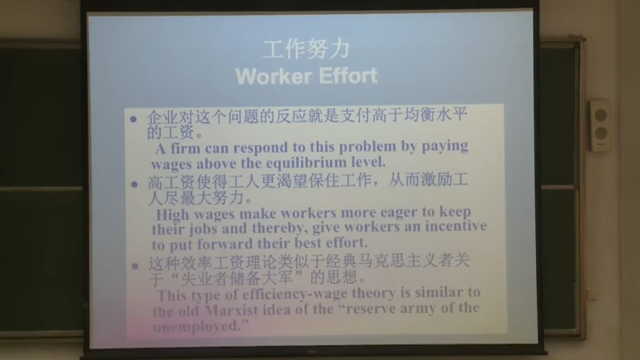 工作努力
Worker Effort
• 企业对这个问题的反应就是支付高于均衡水平
的工资。
A firm can respond to this problem by paying
wages above the equilibrium level.
• 高工资使得工人更渴望保住工作，从而激励工
人尽最大努力。
High wages make workers more eager to keep
their jobs and thereby, give workers an incentive
to put forward their best effort.
• 这种效率工资理论类似于经典马克思主义者关
于“失业者储备大军”的思想。
This type of efficiency-wage theory is similar to
the old Marxist idea of the “reserve army of the
unemployed.”